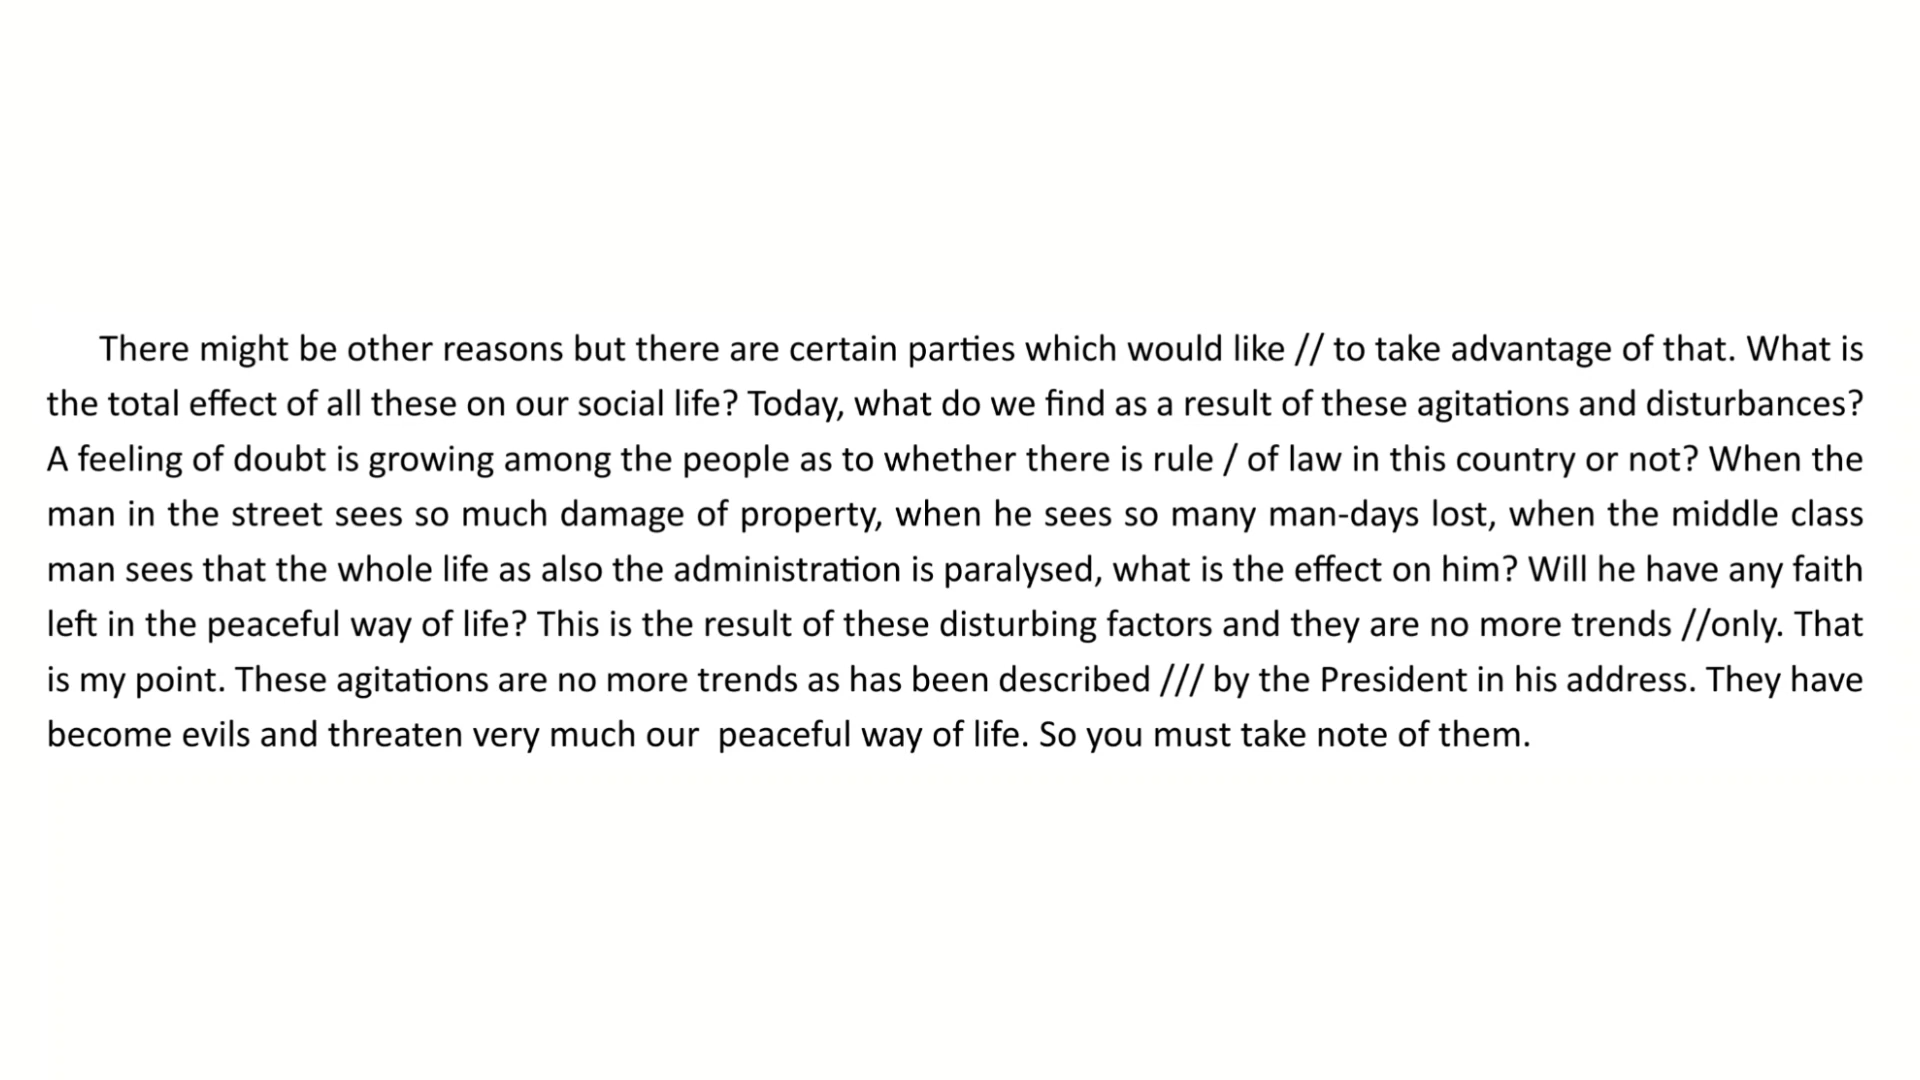 There might be other reasons but there are certain parties which would like // to take advantage of that. What is
the total effect of all these on our social life? Today, what do we find as a result of these agitations and disturbances?
A feeling of doubt is growing among the people as to whether there is rule / of law in this country or not? When the
man in the street sees so much damage of property, when he sees so many man-days lost, when the middle class
man sees that the whole life as also the administration is paralysed, what is the effect on him? Will he have any faith
left in the peaceful way of life? This is the result of these disturbing factors and they are no more trends //only. That
is my point. These agitations are no more trends as has been described /// by the President in his address. They have
become evils and threaten very much our  peaceful way of life. So you must take note of them.